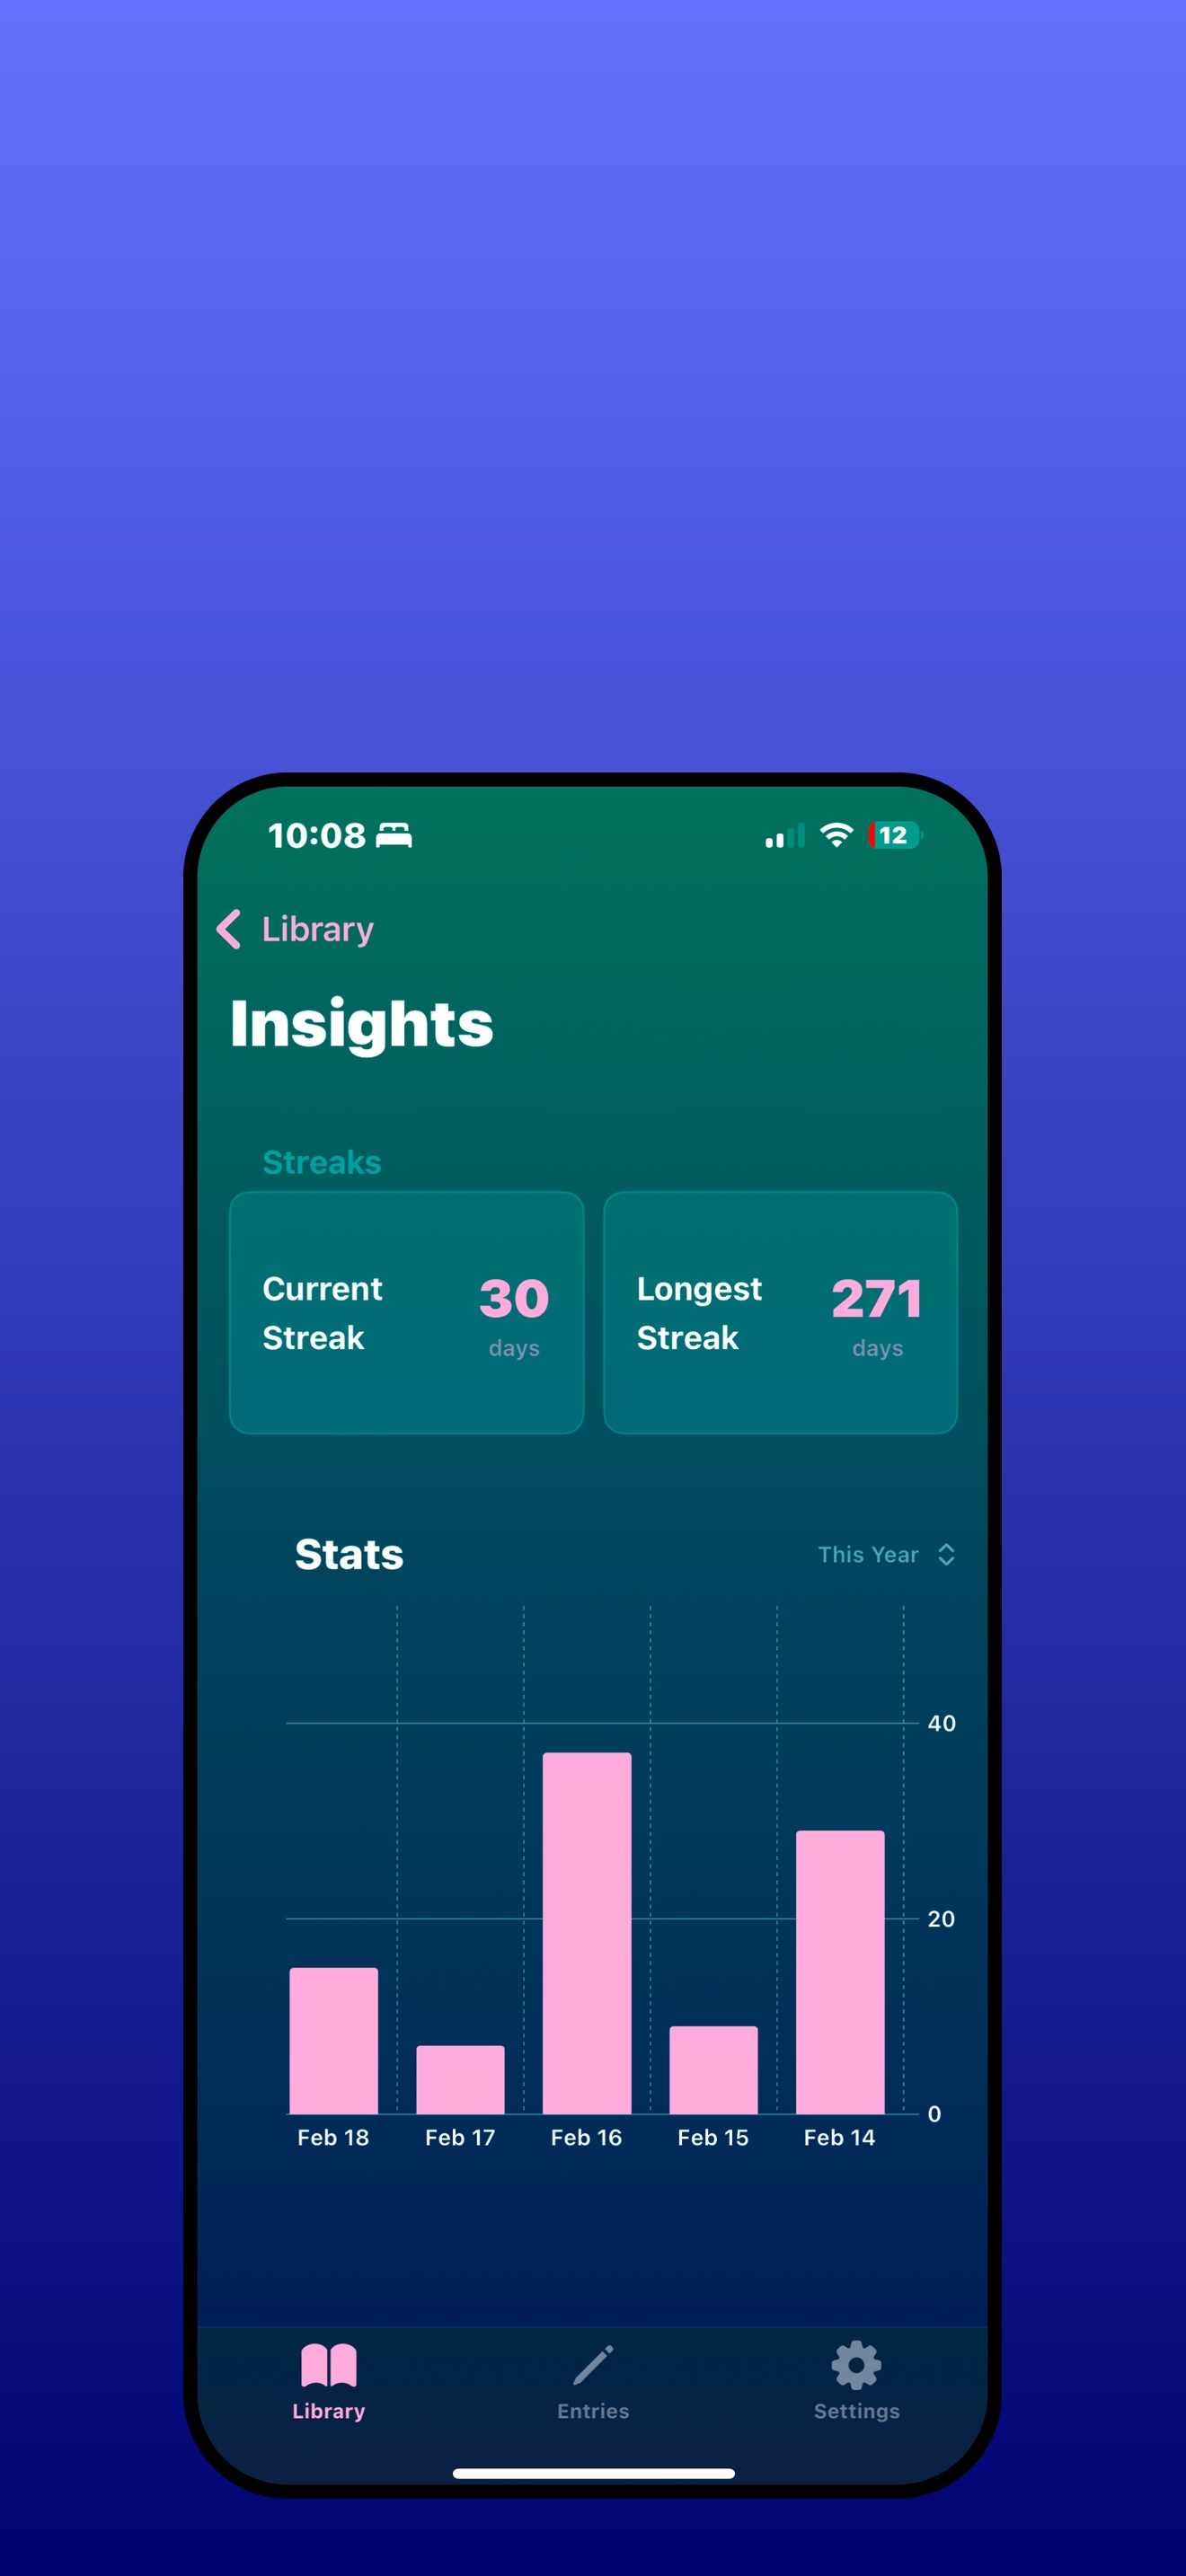 10:08
12
Library
Insights
Streaks
Current
Streak
30
days
Longest
Streak
271
days
Stats
This Year
40
20
0
Feb 18 Feb 17 Feb 16 Feb 15 Feb 14
Library Entries Settings